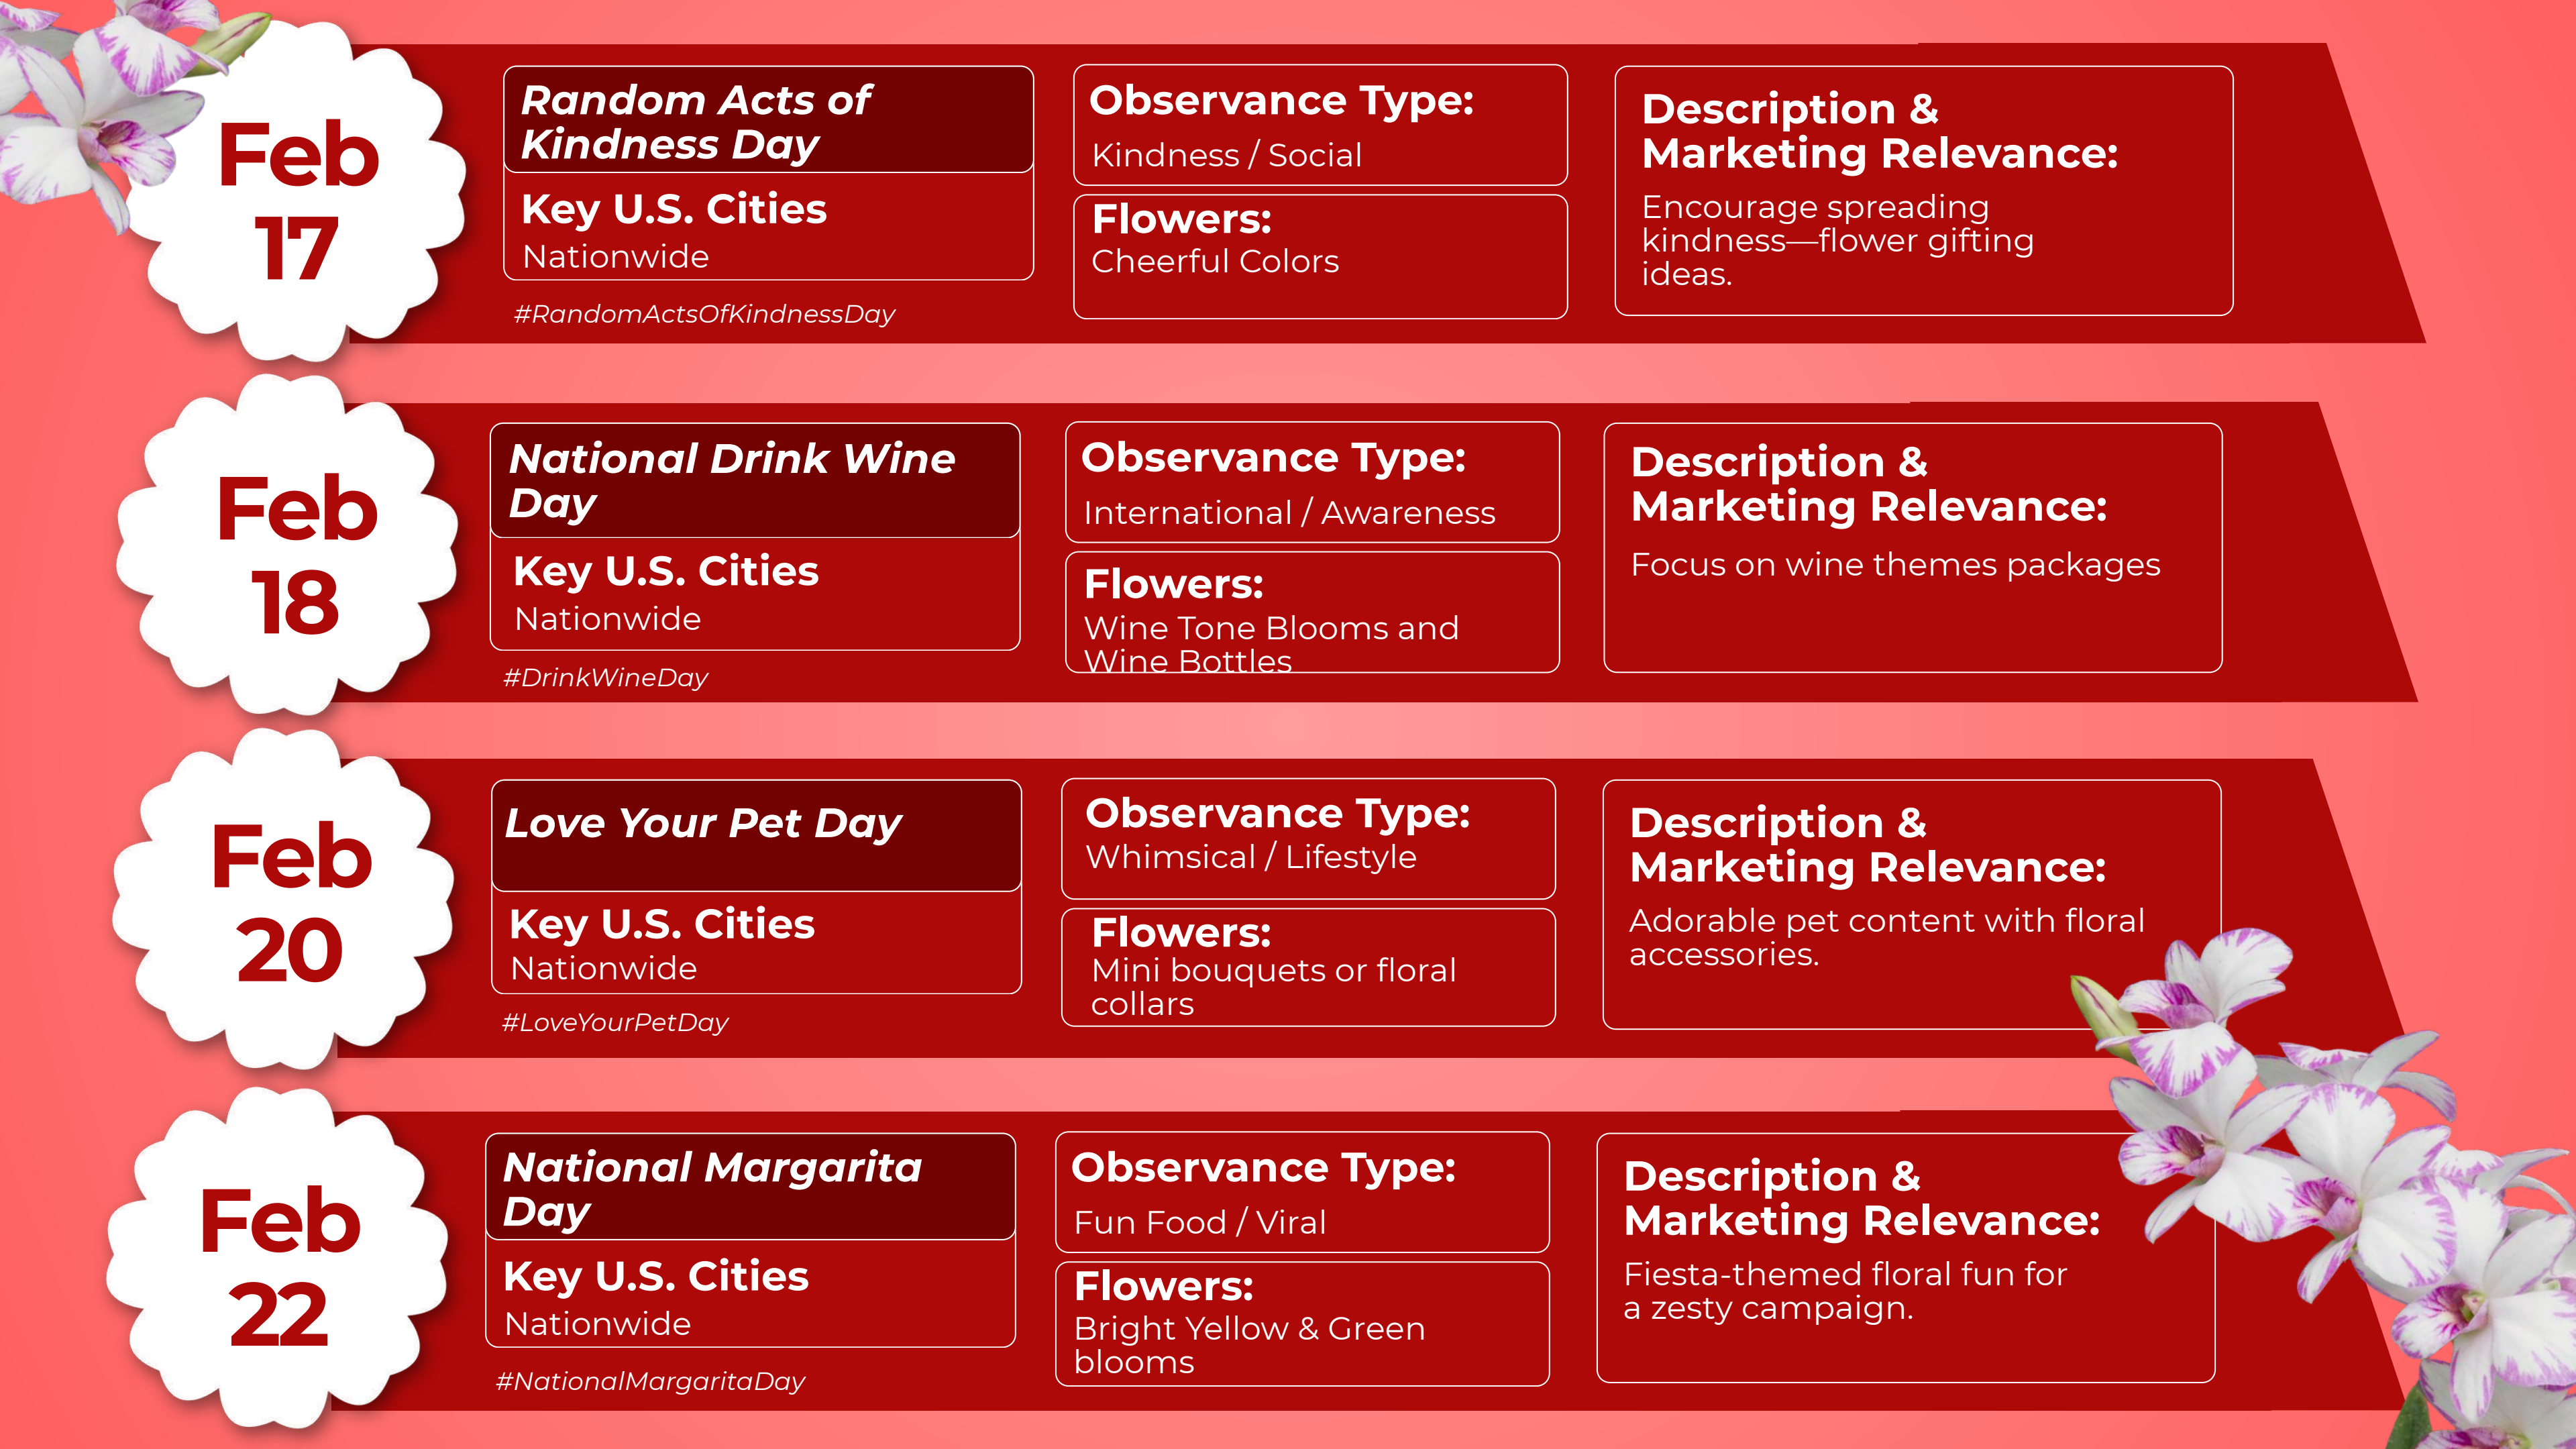 Feb
17
Random Acts of
Kindness Day
Key U.S. Cities
Nationwide
#RandomActsOfKindnessDay
Observance Type:
Kindness / Social
Flowers:
Cheerful Colors
Description &
Marketing Relevance:
Encourage spreading
kindness—flower gifting
ideas.
Feb
18
National Drink Wine
Day
Key U.S. Cities
Nationwide
#DrinkWineDay
Observance Type:
International / Awareness
Flowers:
Wine Tone Blooms and
Wine Bottles
Description &
Marketing Relevance:
Focus on wine themes packages
Feb
20
Love Your Pet Day
Key U.S. Cities
Nationwide
#LoveYourPetDay
Observance Type:
Whimsical / Lifestyle
Flowers:
Mini bouquets or floral
collars
Description &
Marketing Relevance:
Adorable pet content with floral
accessories.
Feb
22
National Margarita
Day
Key U.S. Cities
Nationwide
#NationalMargaritaDay
Observance Type:
Fun Food / Viral
Flowers:
Bright Yellow & Green
blooms
Description &
Marketing Relevance:
Fiesta-themed floral fun for
a zesty campaign.